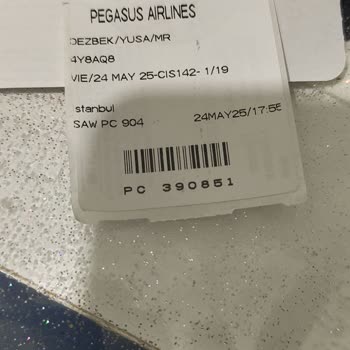 PEGASUS AIRLINES
DEZBEK/YUSA/MR
4Y8AQ8
VIE/24 MAY 25-CIS142- 1/19
stanbul
SAW PC 904 24MAY25/17:55
PC 390851